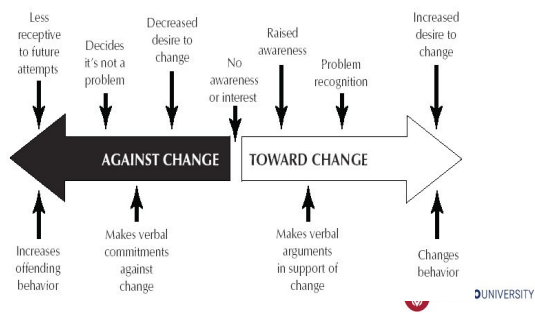 Less
receptive
to future
attempts
Decides
it's not a
problem
Decreased
desire to
change
No
awareness
or interest
Raised
awareness
Problem
recognition
Increased
desire to
change
AGAINST CHANGE
TOWARD CHANGE
Increases
offending
behavior
Makes verbal
commitments
against
change
Makes verbal
arguments
in support of
change
Changes
behavior
UNIVERSITY